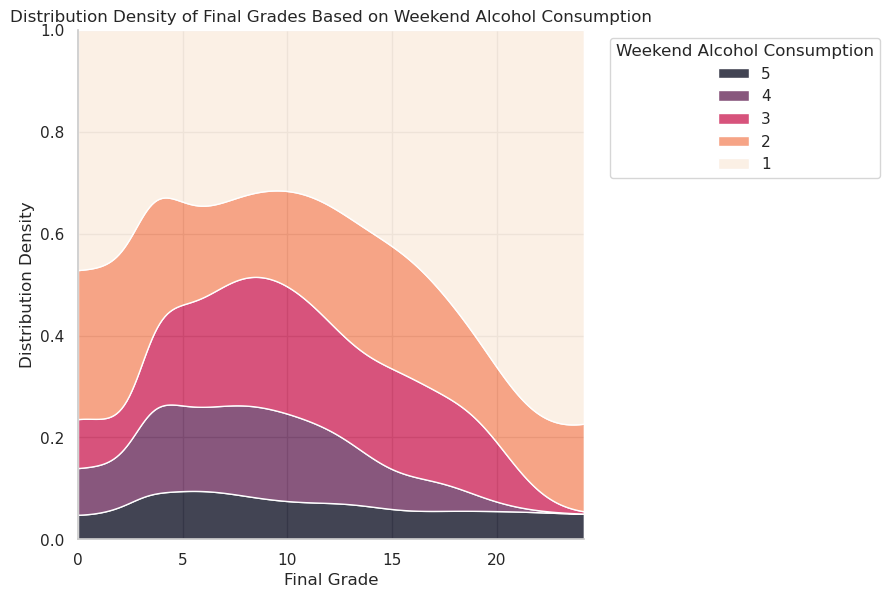 Distribution Density of Final Grades Based on Weekend Alcohol Consumption
1.0
0.8
0.6
0.4
0.2
0.0
Distribution Density
0 5 10 15 20
Final Grade
Weekend Alcohol Consumption
5
4
3
2
1